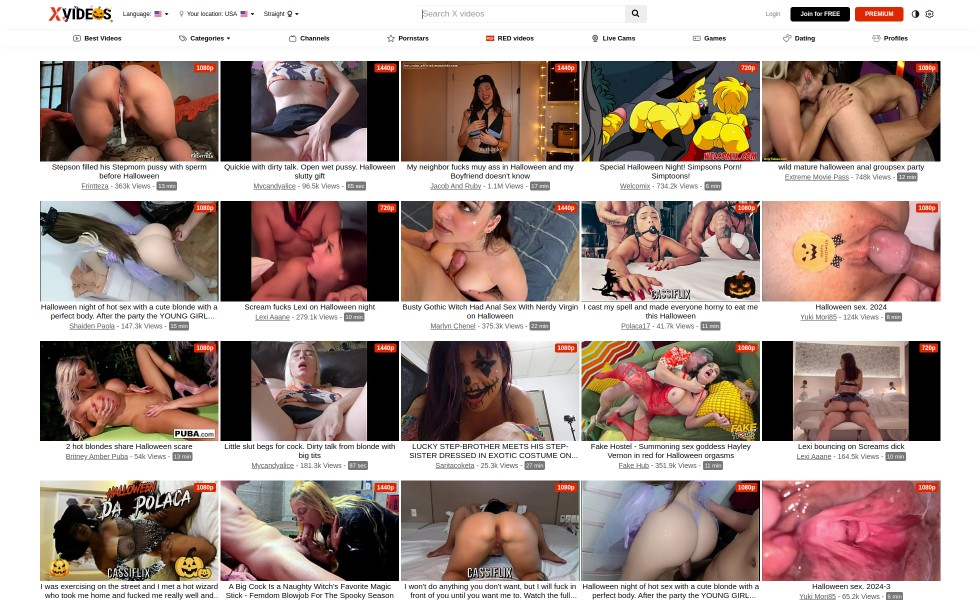 XVIDEOS
Language:
Your location: USA
Straight
Search X videos
Login
Join for FREE
PREMIUM
Best Videos
Categories
Channels
Pornstars
RED videos
Live Cams
Games
Dating
Profiles
1080p
1440p
1440p
720p
1080p
Stepson filled his Stepmom pussy with sperm
before Halloween
Frinttezza - 363k Views - 13 min
Quickie with dirty talk. Open wet pussy. Halloween
slutty gift
Mycandyalice - 96.5k Views - 65 sec
My neighbor fucks muy ass in Halloween and my
Boyfriend doesn't know
Jacob And Ruby - 1.1M Views - 17 min
WELCOMIX.COM
Special Halloween Night! Simpsons Porn!
Simptoons!
Welcomix - 734.2k Views - 6 min
wild mature halloween anal groupsex party
Extreme Movie Pass - 748k Views - 12 min
1080p
720p
1440p
1080p
1080p
Halloween night of hot sex with a cute blonde with a
perfect body. After the party the YOUNG GIRL...
Shaiden Paola - 147.3k Views - 15 min
Scream fucks Lexi on Halloween night
Lexi Aaane - 279.1k Views - 10 min
Busty Gothic Witch Had Anal Sex With Nerdy Virgin
on Halloween
Marlyn Chenel - 375.3k Views - 22 min
CASSIFLIX
I cast my spell and made everyone horny to eat me
this Halloween
Polaca17 - 41.7k Views - 11 min
Halloween sex. 2024
Yuki Mori85 - 124k Views - 8 min
1080p
1440p
1080p
1080p
720p
PUBA.com
2 hot blondes share Halloween scare
Britney Amber Puba - 54k Views - 13 min
Little slut begs for cock. Dirty talk from blonde with
big tits
Mycandyalice - 181.3k Views - 87 sec
LUCKY STEP-BROTHER MEETS HIS STEP-
SISTER DRESSED IN EXOTIC COSTUME ON...
Saritacoketa - 25.3k Views - 27 min
FAKE
Fake Hostel - Summoning sex goddess Hayley
Vernon in red for Halloween orgasms
Fake Hub - 351.9k Views - 11 min
Lexi bouncing on Screams dick
Lexi Aaane - 164.5k Views - 10 min
1080p
1440p
1080p
1080p
1080p
HALLOWEEN
DA POLACA
CASSIFLIX
I was exercising on the street and I met a hot wizard
who took me home and fucked me really well and..
A Big Cock Is a Naughty Witch's Favorite Magic
Stick - Femdom Blowjob For The Spooky Season
CASSIFLIX
I won't do anything you don't want, but I will fuck in
front of you until you want me to. Watch the full...
Halloween night of hot sex with a cute blonde with a
perfect body. After the party the YOUNG GIRL...
Halloween sex. 2024-3
Yuki Mori85 - 65.2k Views - 6 min